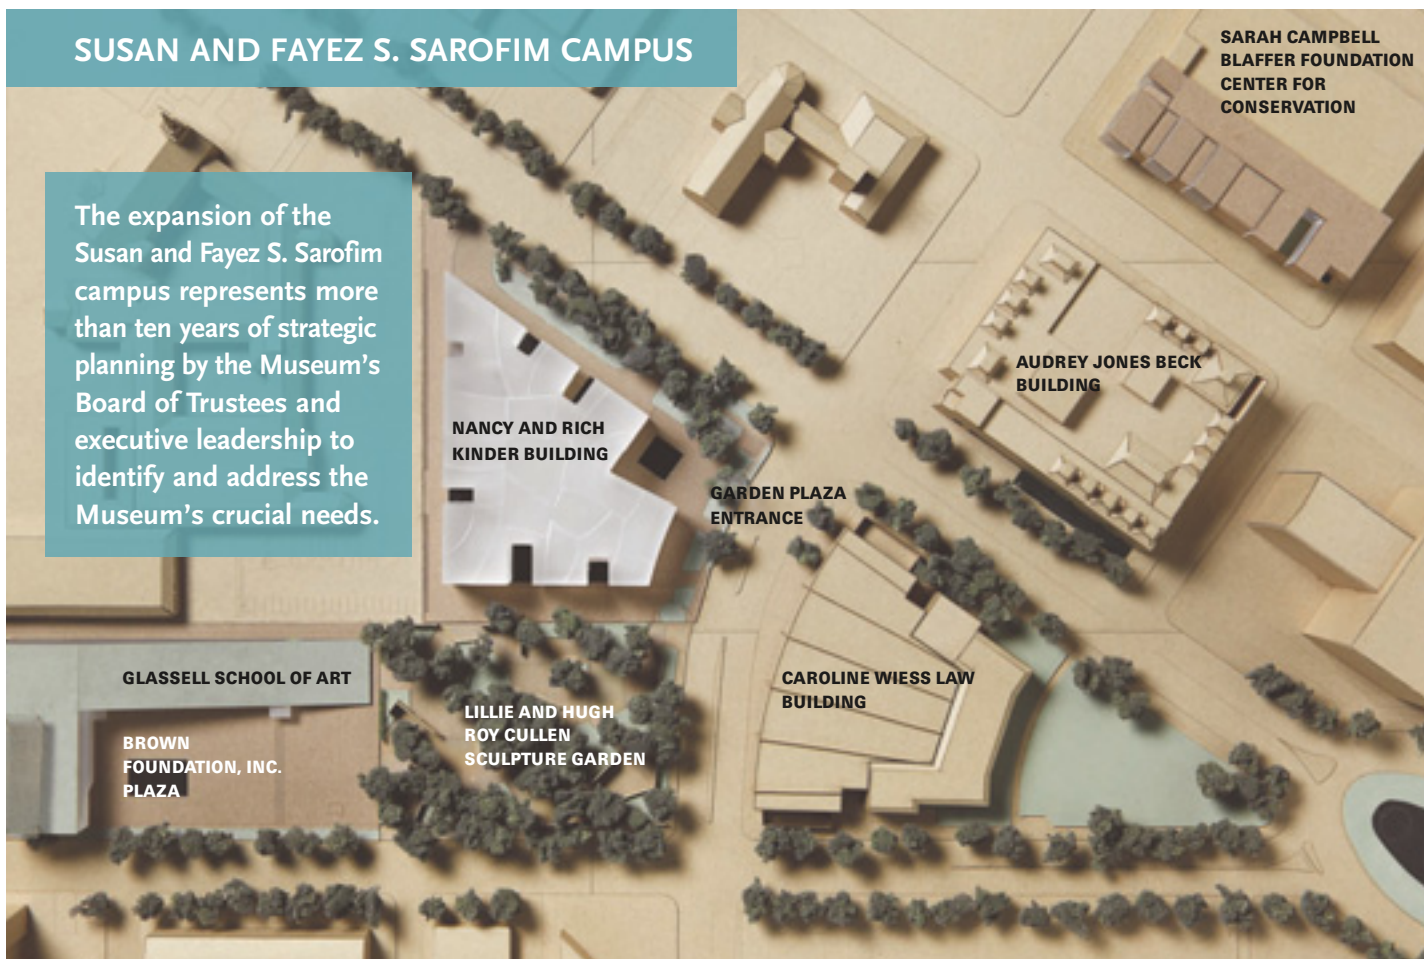 SUSAN AND FAYEZ S. SAROFIM CAMPUS
SARAH CAMPBELL
BLAFFER FOUNDATION
CENTER FOR
CONSERVATION
The expansion of the
Susan and Fayez S. Sarofim
campus represents more
than ten years of strategic
planning by the Museum’s
Board of Trustees and
executive leadership to
identify and address the
Museum’s crucial needs.
AUDREY JONES BECK
BUILDING
NANCY AND RICH
KINDER BUILDING
GARDEN PLAZA
ENTRANCE
GLASSELL SCHOOL OF ART
CAROLINE WIESS LAW
BUILDING
LILLIE AND HUGH
ROY CULLEN
SCULPTURE GARDEN
BROWN
FOUNDATION, INC.
PLAZA